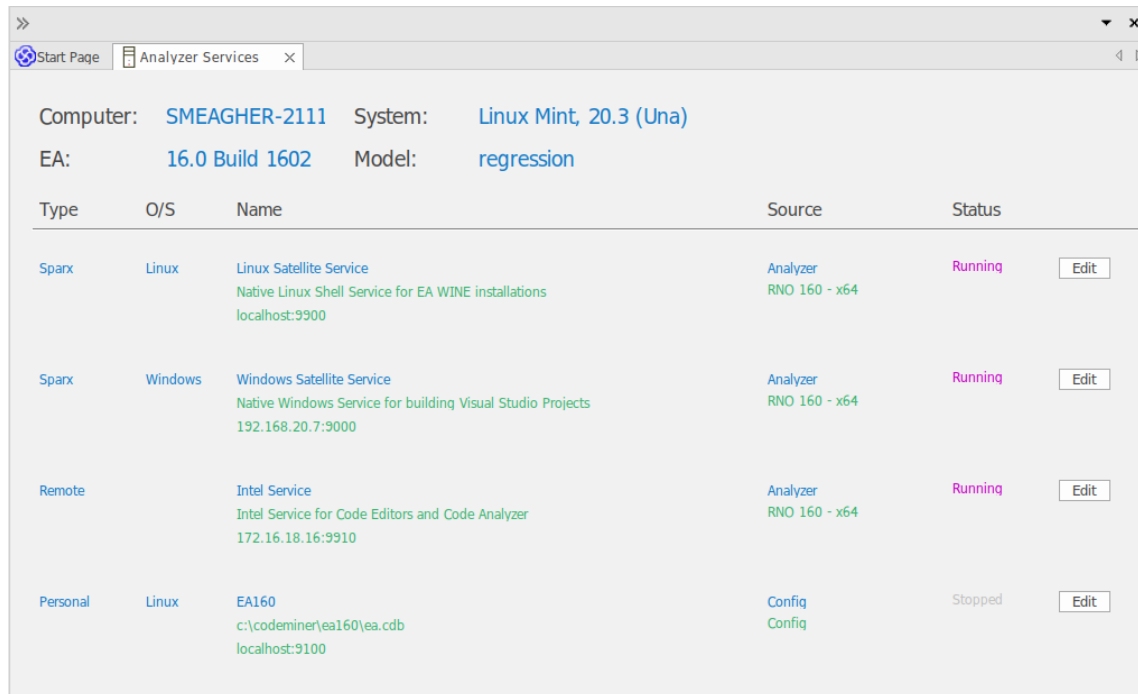 Start Page Analyzer Services
Computer: SMEAGHER-2111 System: Linux Mint, 20.3 (Una)
EA: 16.0 Build 1602 Model: regression
Type O/S Name Source Status
Sparx Linux Linux Satellite Service Analyzer Running Edit
Native Linux Shell Service for EA WINE installations RNO 160 - x64
localhost:9900
Sparx Windows Windows Satellite Service Analyzer Running Edit
Native Windows Service for building Visual Studio Projects RNO 160 - x64
192.168.20.7:9000
Remote Intel Service Analyzer Running Edit
Intel Service for Code Editors and Code Analyzer RNO 160 - x64
172.16.18.16:9910
Personal Linux EA160 Config Stopped Edit
c:\codeminer\ea160\ea.cdb Config
localhost:9100